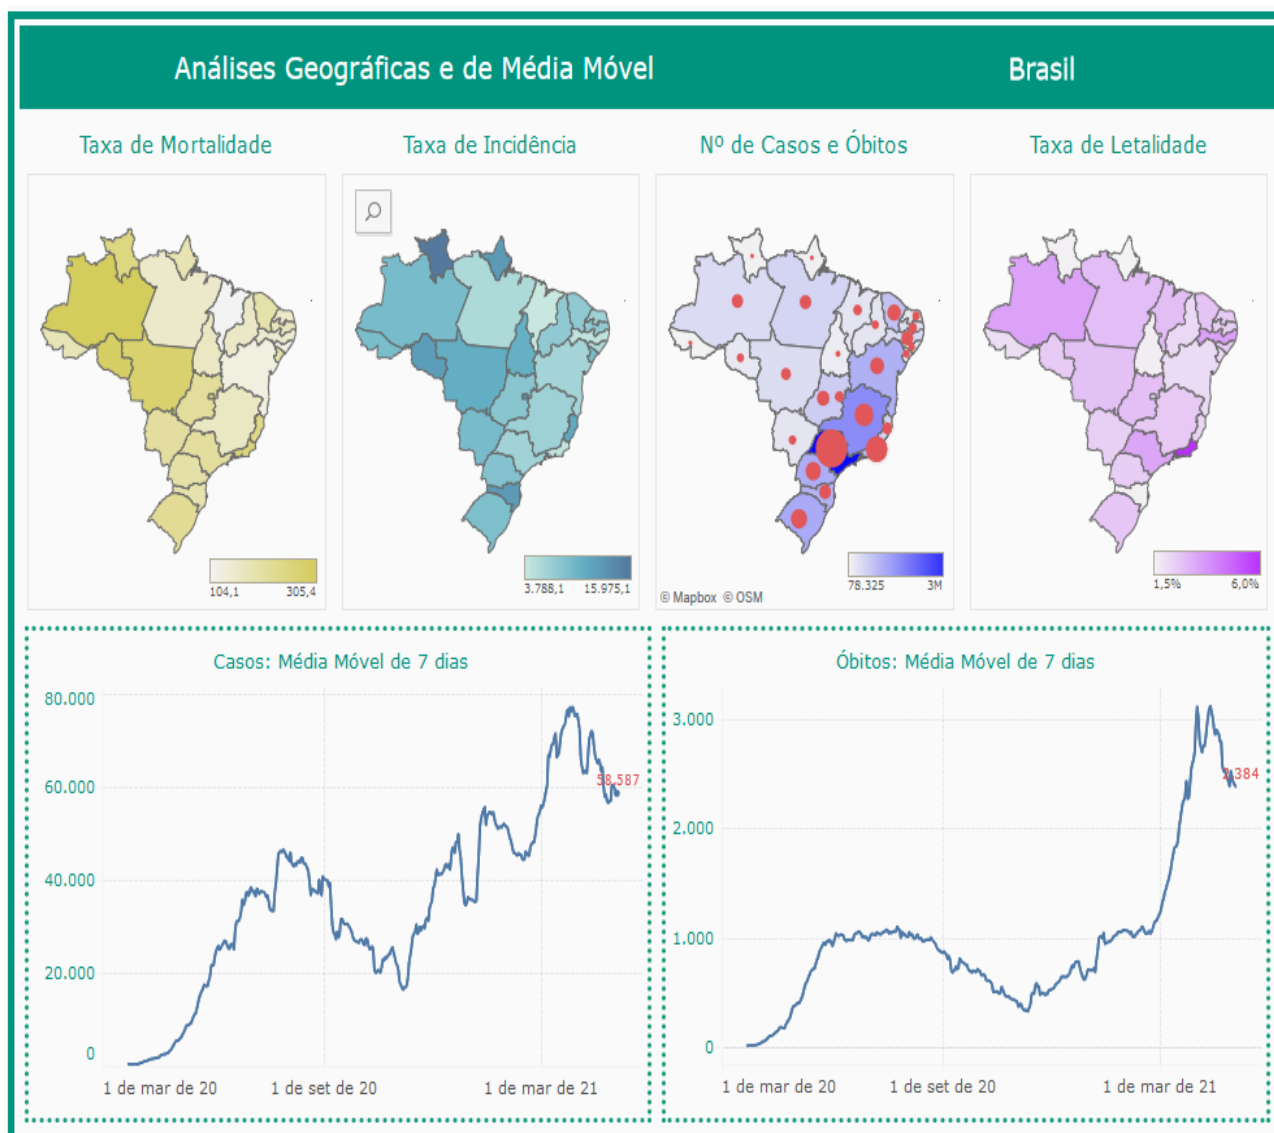 Análises Geográficas e de Média Móvel
Brasil
Taxa de Mortalidade
Taxa de Incidência
Nº de Casos e Óbitos
Taxa de Letalidade
104,1 305,4
3.788,1 15.975,1
78.325 3M
1,5% 6,0%
© Mapbox © OSM
Casos: Média Móvel de 7 dias
80.000
60.000
40.000
20.000
0
58.587
1 de mar de 20 1 de set de 20 1 de mar de 21
Óbitos: Média Móvel de 7 dias
3.000
2.000
1.000
0
2.384
1 de mar de 20 1 de set de 20 1 de mar de 21